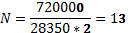 N = 720000 / 28350 * 2 = 13